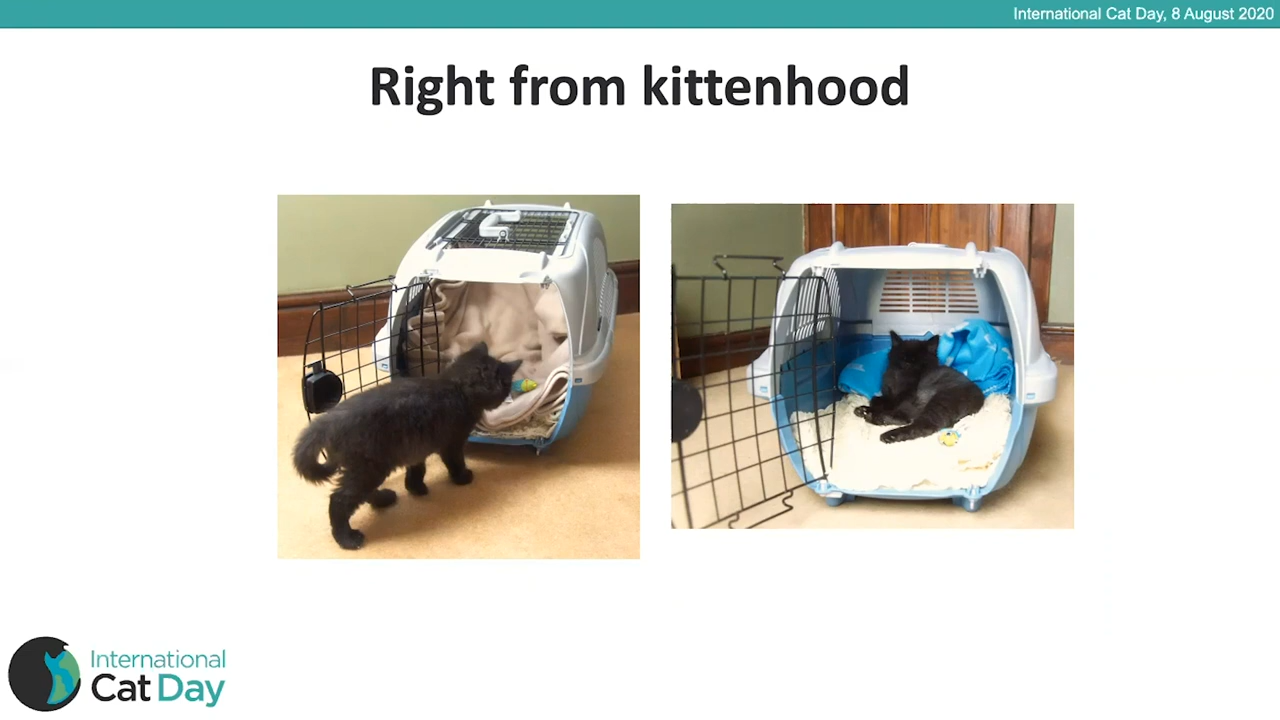 International Cat Day, 8 August 2020
Right from kittenhood
International
Cat Day